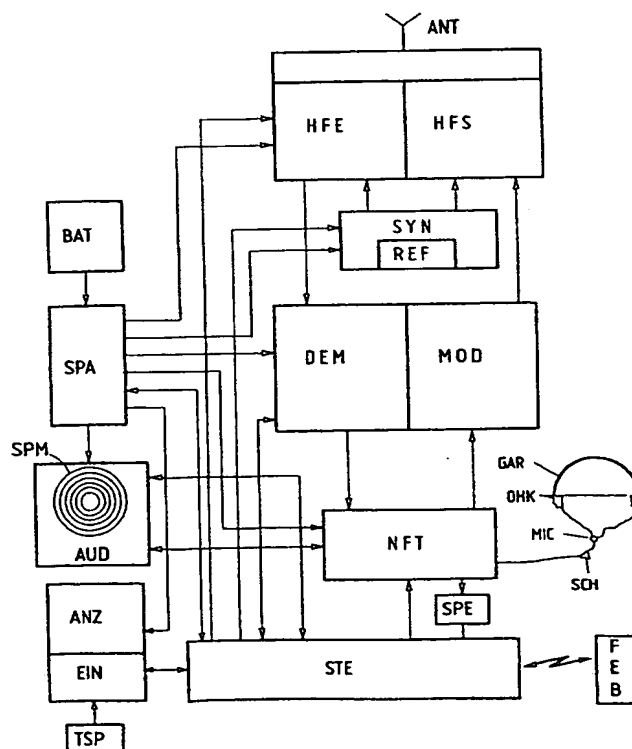 ANT
HFE HFS
SYN
REF
BAT
SPA
DEM MOD
SPM
AUD
GAR
OHK
MIC
SCH
NFT
SPE
ANZ
EIN
STE
FEB
TSP